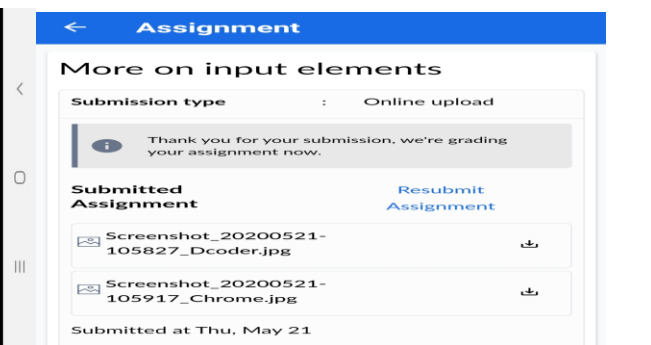 Assignment
More on input elements
Submission type : Online upload
Thank you for your submission, we're grading
your assignment now.
Submitted
Assignment
Resubmit
Assignment
Screenshot_20200521-
105827_Dcoder.jpg
Screenshot_20200521-
105917_Chrome.jpg
Submitted at Thu, May 21